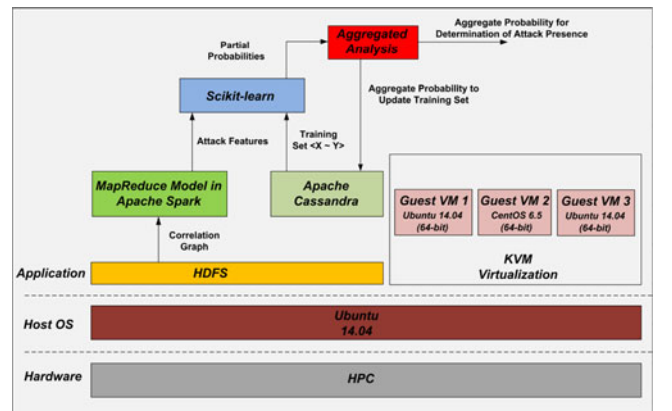 Aggregate Probability for
Determination of Attack Presence
Aggregated
Analysis
Partial
Probabilities
Aggregate Probability to
Update Training Set
Scikit-learn
Attack Features
Training
Set <X ~ Y>
MapReduce Model in
Apache Spark
Apache
Cassandra
Guest VM 1
Ubuntu 14.04
(64-bit)
Guest VM 2
CentOS 6.5
(64-bit)
Guest VM 3
Ubuntu 14.04
(64-bit)
KVM
Virtualization
Correlation
Graph
Application
HDFS
Host OS
Ubuntu
14.04
Hardware
HPC